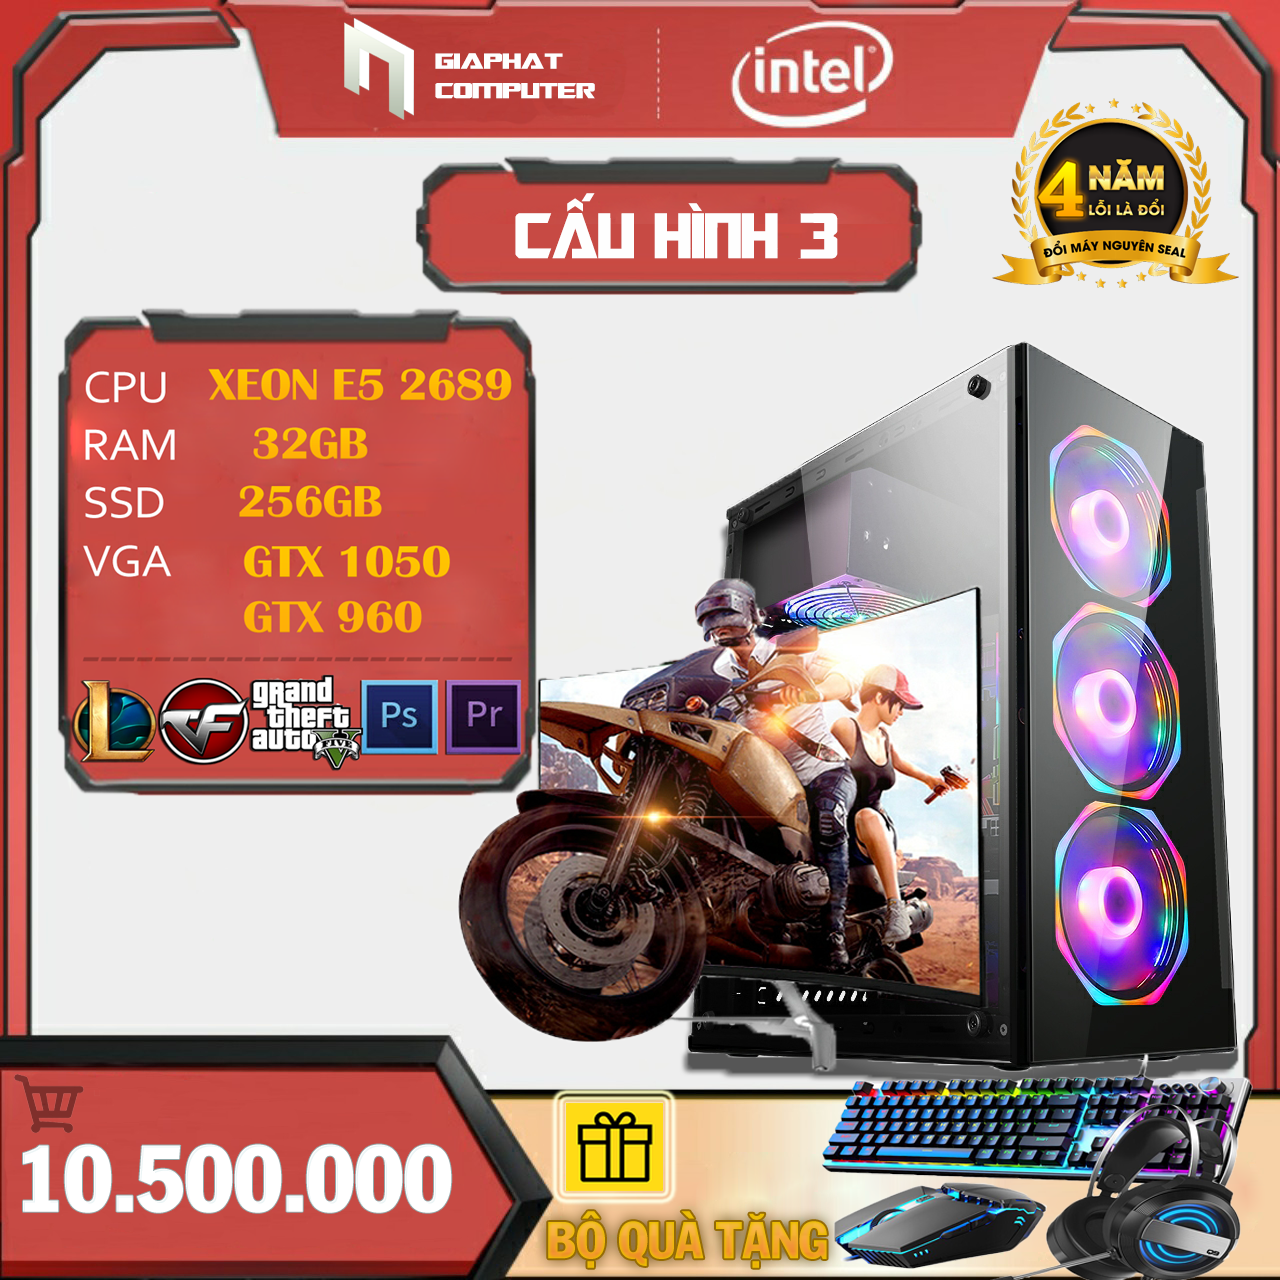 GIAPHAT
COMPUTER
intel
CẤU HÌNH 3
4 NĂM
LỖI LÀ ĐỔI
ĐỔI MÁY NGUYÊN SEAL
CPU XEON E5 2689
RAM 32GB
SSD 256GB
VGA GTX 1050
GTX 960
L
CF
grand
theft
auto
FIVE
Ps
Pr
10.500.000
BỘ QUÀ TẶNG